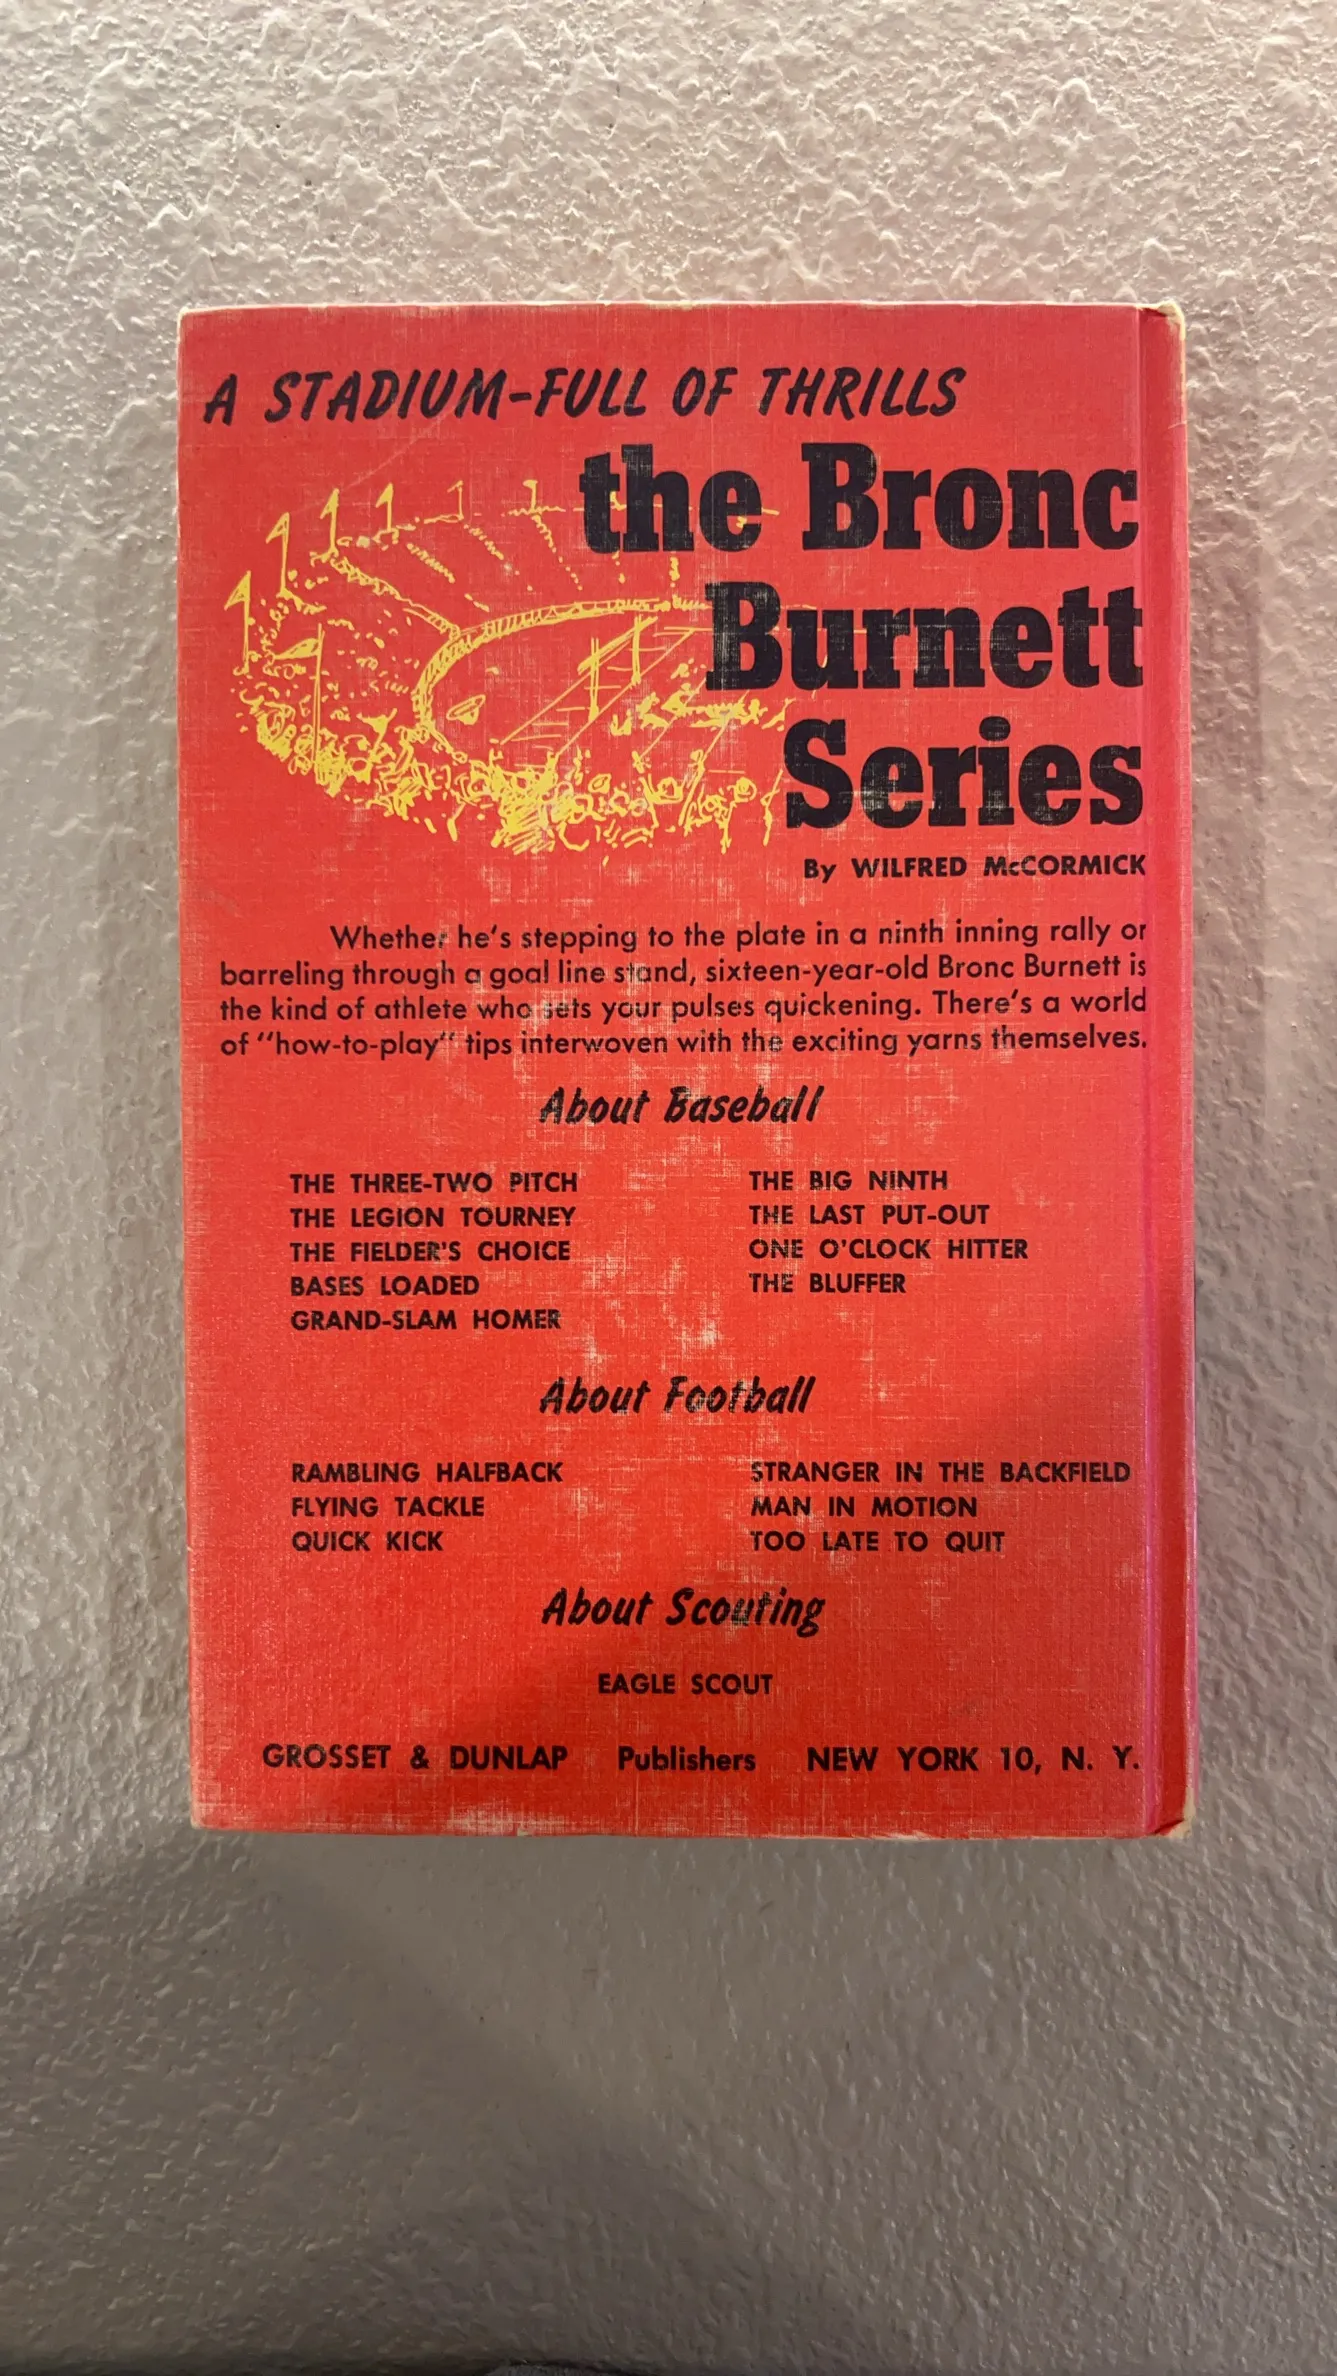 A STADIUM-FULL OF THRILLS
the Bronc
Burnett
Series
By WILFRED McCORMICK
Whether he's stepping to the plate in a ninth inning rally or
barreling through a goal line stand, sixteen-year-old Bronc Burnett is
the kind of athlete who sets your pulses quickening. There's a world
of "how-to-play" tips interwoven with the exciting yarns themselves.
About Baseball
THE THREE-TWO PITCH
THE LEGION TOURNEY
THE FIELDER'S CHOICE
BASES LOADED
GRAND-SLAM HOMER
THE BIG NINTH
THE LAST PUT-OUT
ONE O'CLOCK HITTER
THE BLUFFER
About Football
RAMBLING HALFBACK
FLYING TACKLE
QUICK KICK
STRANGER IN THE BACKFIELD
MAN IN MOTION
TOO LATE TO QUIT
About Scouting
EAGLE SCOUT
GROSSET & DUNLAP Publishers NEW YORK 10, N. Y.